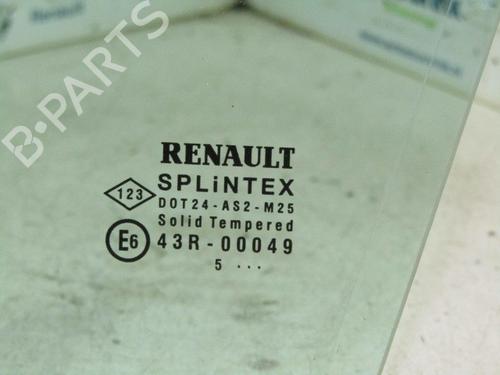 B-PARTS
RENAULT
SPLiNTEX
123
DOT24-AS2-M25
Solid Tempered
E6 43R-00049
5 ...